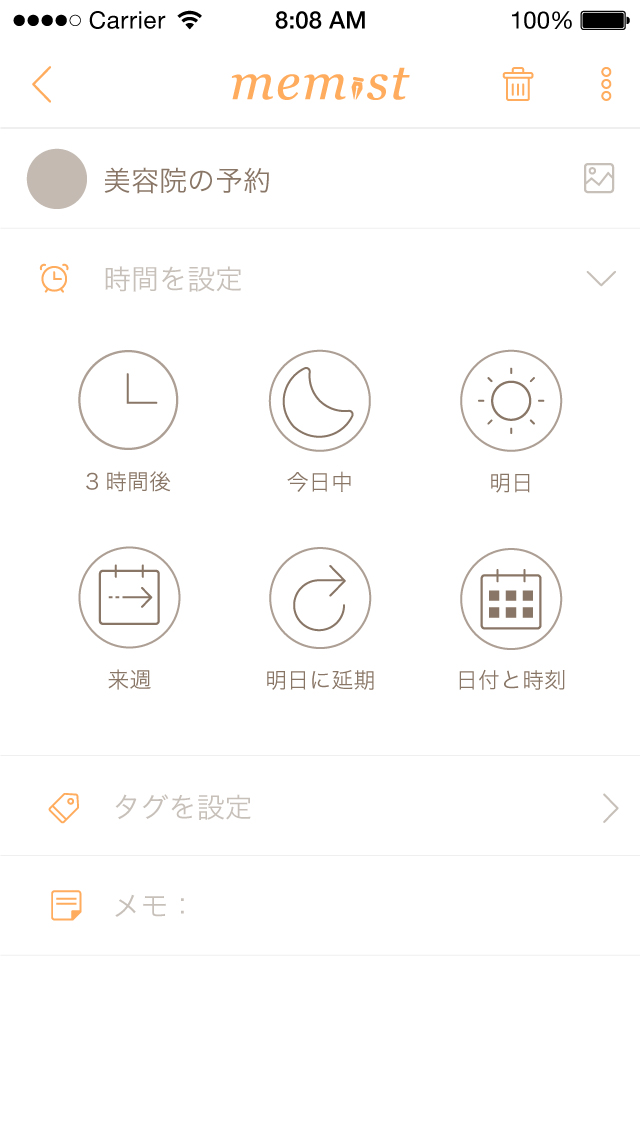 Carrier 8:08 AM 100%
memist
美容院の予約
時間を設定
3 時間後 今日中 明日
来週 明日に延期 日付と時刻
タグを設定
メモ：